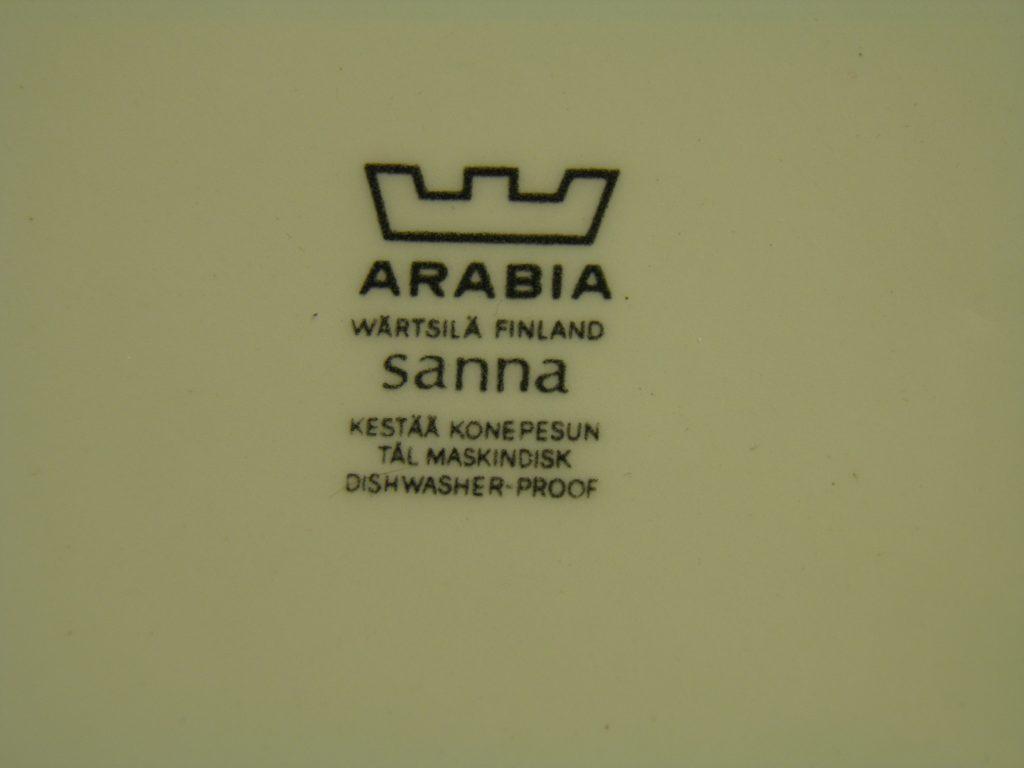 ARABIA
WÄRTSILÄ FINLAND
sanna
KESTÄÄ KONEPESUN
TÅL MASKINDISK
DISHWASHER-PROOF